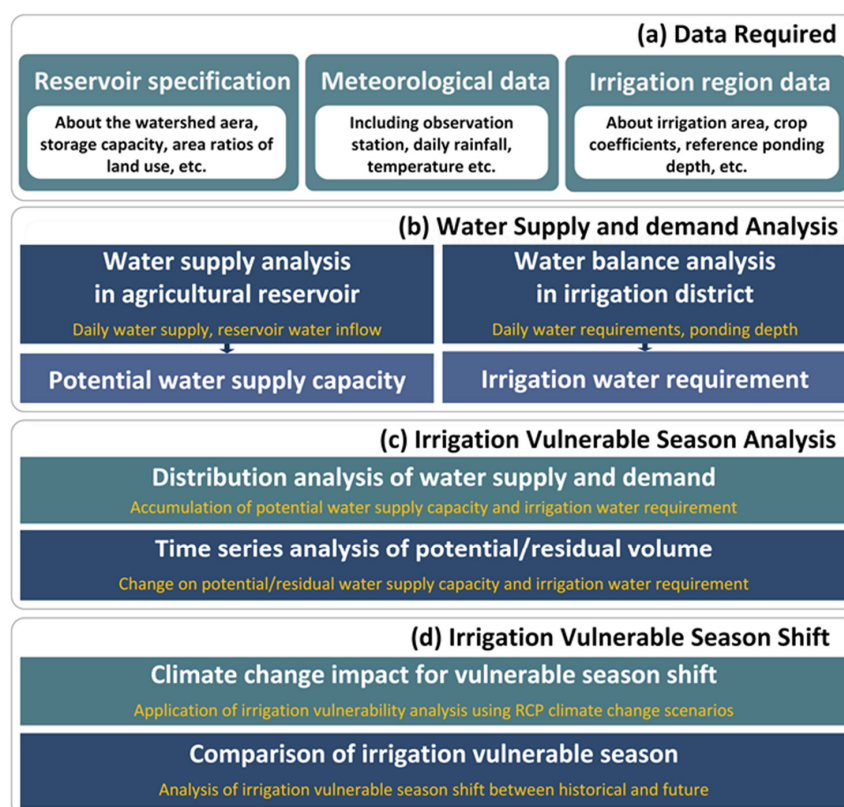 (a) Data Required
Reservoir specification
About the watershed aera,
storage capacity, area ratios of
land use, etc.
Meteorological data
Including observation
station, daily rainfall,
temperature etc.
Irrigation region data
About irrigation area, crop
coefficients, reference ponding
depth, etc.
(b) Water Supply and demand Analysis
Water supply analysis
in agricultural reservoir
Daily water supply, reservoir water inflow
Potential water supply capacity
Water balance analysis
in irrigation district
Daily water requirements, ponding depth
Irrigation water requirement
(c) Irrigation Vulnerable Season Analysis
Distribution analysis of water supply and demand
Accumulation of potential water supply capacity and irrigation water requirement
Time series analysis of potential/residual volume
Change on potential/residual water supply capacity and irrigation water requirement
(d) Irrigation Vulnerable Season Shift
Climate change impact for vulnerable season shift
Application of irrigation vulnerability analysis using RCP climate change scenarios
Comparison of irrigation vulnerable season
Analysis of irrigation vulnerable season shift between historical and future